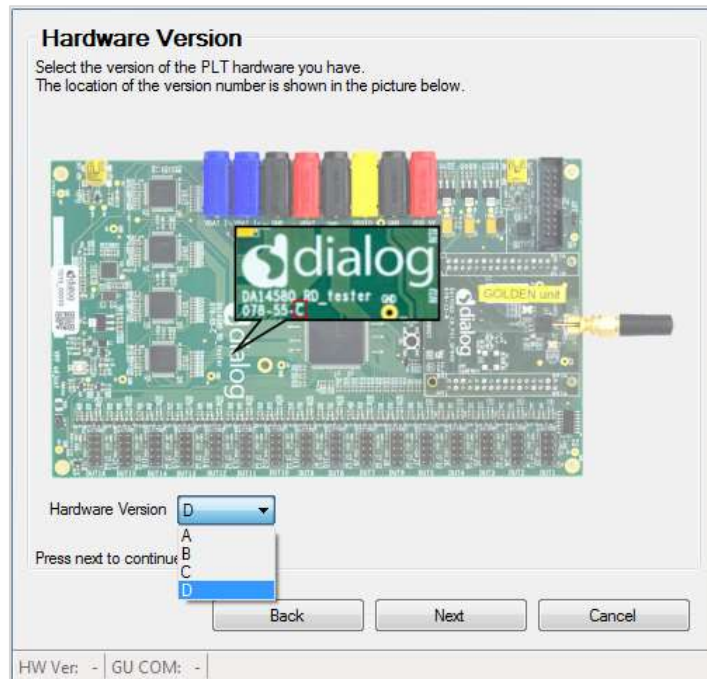 Hardware Version
Select the version of the PLT hardware you have.
The location of the version number is shown in the picture below.
dialog
DA14580 RD_tester
GND
078-55-C
GOLDEN unit
dialog
dialog
Hardware Version D
A
B
C
D
Press next to continue
Back Next Cancel
HW Ver: - GU COM: -